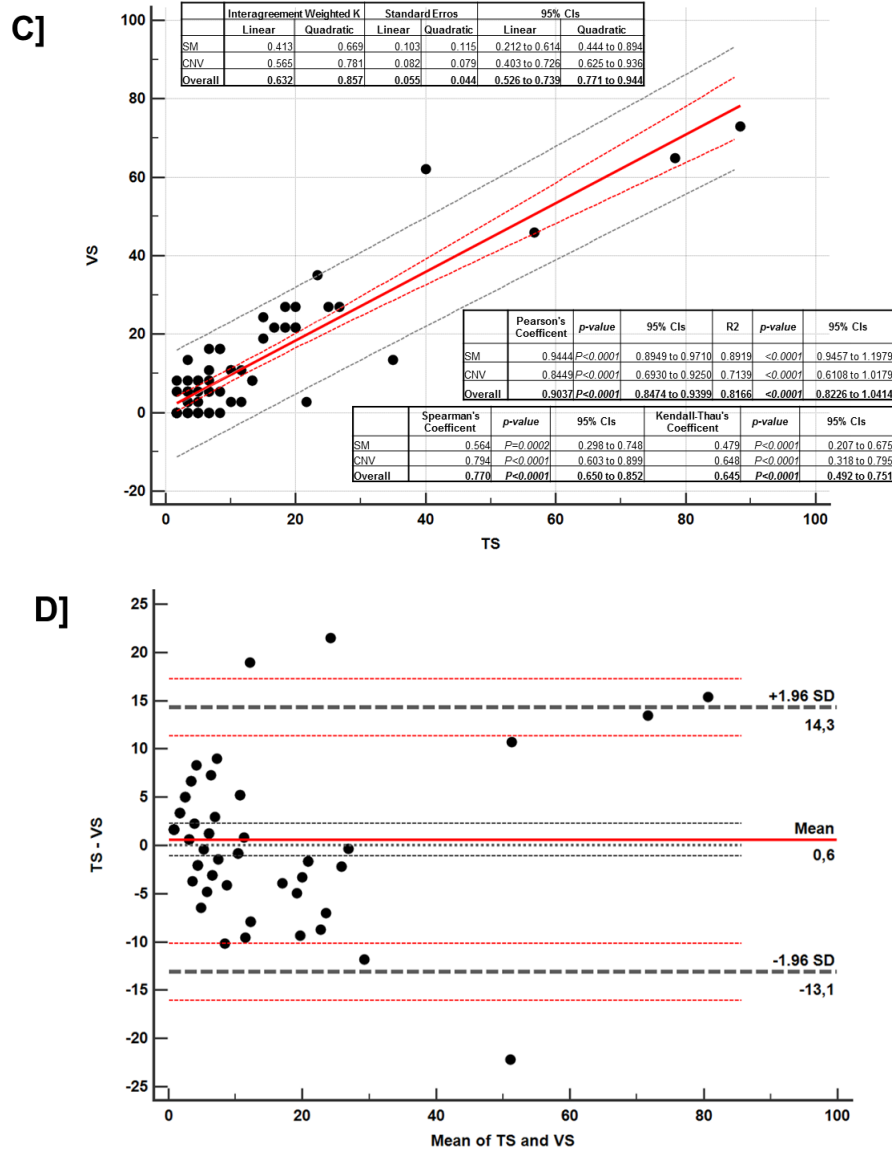 C]
Interagreement Weighted K Standard Erros 95% CIs
Linear Quadratic Linear Quadratic Linear Quadratic
SM 0.413 0.669 0.103 0.115 0.212 to 0.614 0.444 to 0.894
CNV 0.565 0.781 0.082 0.079 0.403 to 0.726 0.625 to 0.936
Overall 0.632 0.857 0.055 0.044 0.526 to 0.739 0.771 to 0.944
100
80
60
40
20
0
-20
VS
Pearson's Coefficent p-value 95% CIs R2 p-value 95% CIs
SM 0.9444 P<0.0001 0.8949 to 0.9710 0.8919 <0.0001 0.9457 to 1.1979
CNV 0.8449 P<0.0001 0.6930 to 0.9250 0.7139 <0.0001 0.6108 to 1.0179
Overall 0.9037 P<0.0001 0.8474 to 0.9399 0.8166 <0.0001 0.8226 to 1.0414
Spearman's Coefficent p-value 95% CIs Kendall-Thau's Coefficent p-value 95% CIs
SM 0.564 P=0.0002 0.298 to 0.748 0.479 P<0.0001 0.207 to 0.675
CNV 0.794 P<0.0001 0.603 to 0.899 0.648 P<0.0001 0.318 to 0.795
Overall 0.770 P<0.0001 0.650 to 0.852 0.645 P<0.0001 0.492 to 0.751
0 20 40 60 80 100
TS
D]
25
20
15
10
5
0
-5
-10
-15
-20
-25
TS - VS
+1.96 SD
14,3
Mean
0,6
-1.96 SD
-13,1
0 20 40 60 80 100
Mean of TS and VS